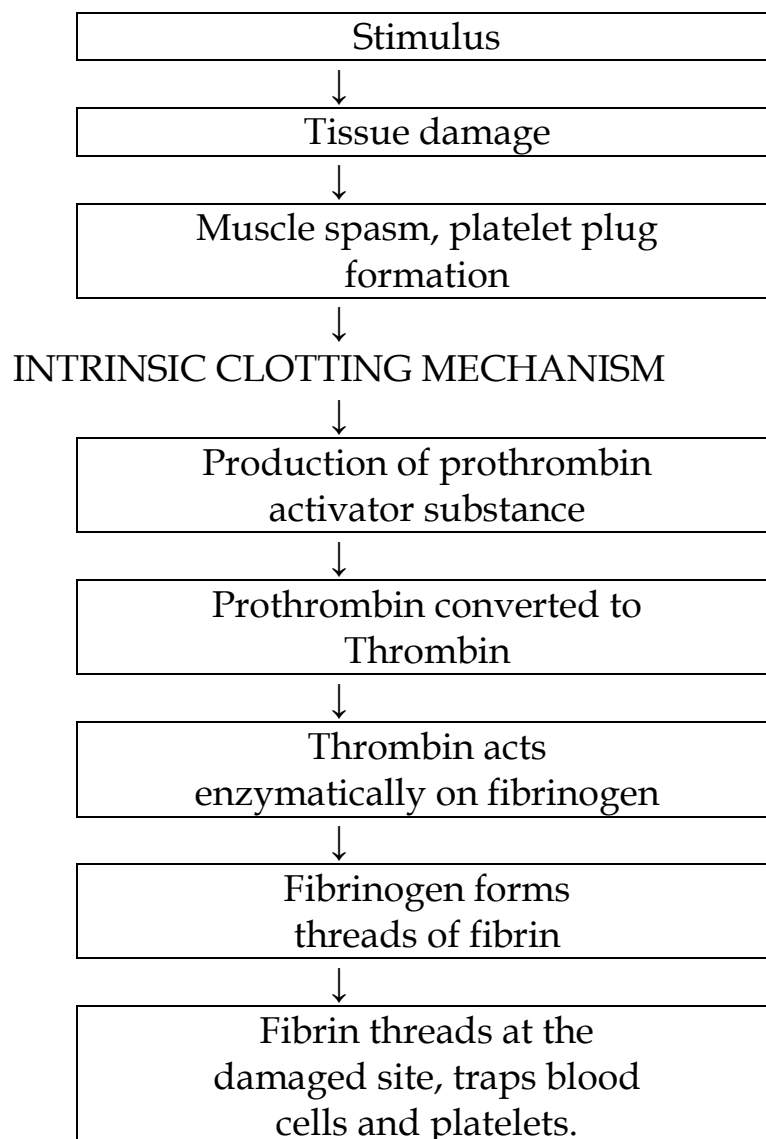 Stimulus
↓
Tissue damage
↓
Muscle spasm, platelet plug
formation
↓
INTRINSIC CLOTTING MECHANISM
↓
Production of prothrombin
activator substance
↓
Prothrombin converted to
Thrombin
↓
Thrombin acts
enzymatically on fibrinogen
↓
Fibrinogen forms
threads of fibrin
↓
Fibrin threads at the
damaged site, traps blood
cells and platelets.